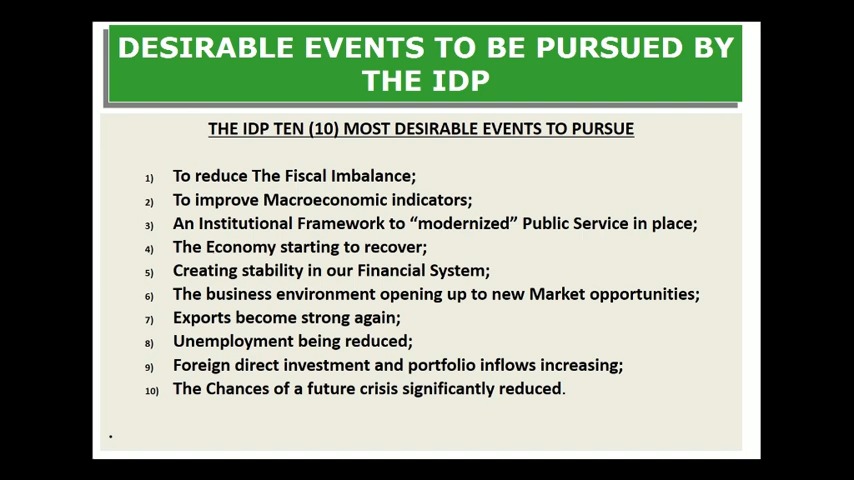 DESIRABLE EVENTS TO BE PURSUED BY
THE IDP
THE IDP TEN (10) MOST DESIRABLE EVENTS TO PURSUE
1) To reduce The Fiscal Imbalance;
2) To improve Macroeconomic indicators;
3) An Institutional Framework to “modernized” Public Service in place;
4) The Economy starting to recover;
5) Creating stability in our Financial System;
6) The business environment opening up to new Market opportunities;
7) Exports become strong again;
8) Unemployment being reduced;
9) Foreign direct investment and portfolio inflows increasing;
10) The Chances of a future crisis significantly reduced.
.